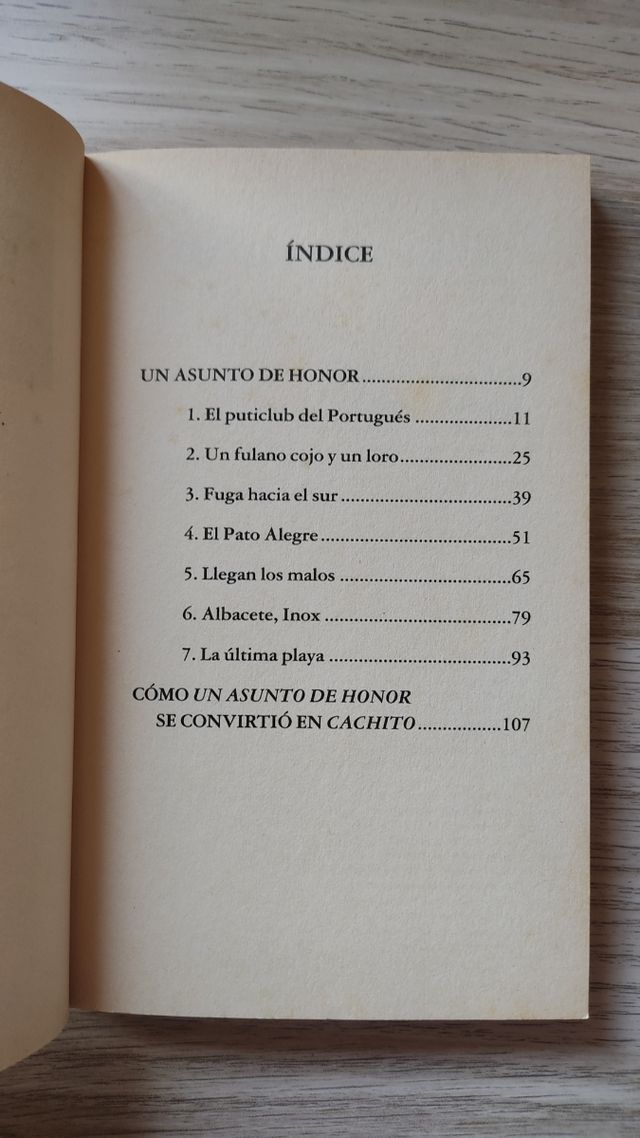 ÍNDICE
UN ASUNTO DE HONOR.................................9
1. El puticlub del Portugués ....................11
2. Un fulano cojo y un loro.......................25
3. Fuga hacia el sur...................................39
4. El Pato Alegre........................................51
5. Llegan los malos ...................................65
6. Albacete, Inox .......................................79
7. La última playa ......................................93
CÓMO UN ASUNTO DE HONOR
SE CONVIRTIÓ EN CACHITO.................107